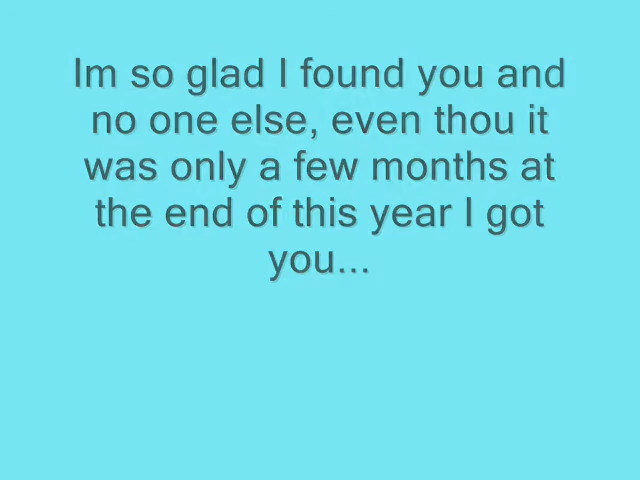 Im so glad I found you and
no one else, even thou it
was only a few months at
the end of this year I got
you...